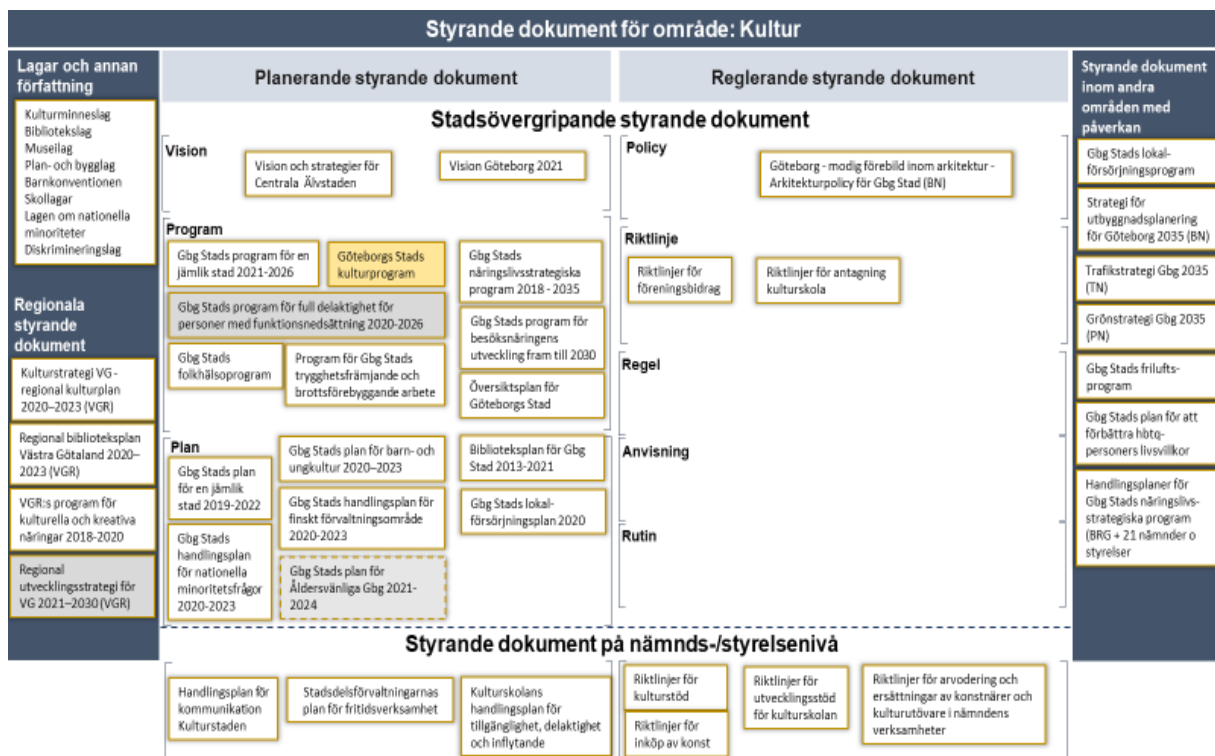 Styrande dokument för område: Kultur
Lagar och annan
författning
Kulturminneslag
Bibliotekslag
Museilag
Plan- och bygglag
Barnkonventionen
Skollagar
Lagen om nationella
minoriteter
Diskrimineringslag
Regionala
styrande
dokument
Kulturstrategi VG -
regional kulturplan
2020–2023 (VGR)
Regional biblioteksplan
Västra Götaland 2020–
2023 (VGR)
VGR:s program för
kulturella och kreativa
näringar 2018-2020
Regional
utvecklingsstrategi för
VG 2021–2030 (VGR)
Planerande styrande dokument
Reglerande styrande dokument
Stadsövergripande styrande dokument
Vision
Vision och strategier för
Centrala Älvstaden
Vision Göteborg 2021
Program
Gbg Stads program för en
jämlik stad 2021-2026
Göteborgs Stads
kulturprogram
Gbg Stads
näringslivsstrategiska
program 2018 - 2035
Gbg Stads program för full delaktighet för
personer med funktionsnedsättning 2020-2026
Gbg Stads program för
besöksnäringens
utveckling fram till 2030
Gbg Stads
folkhälsoprogram
Program för Gbg Stads
trygghetsfrämjande och
brottsförebyggande arbete
Översiktsplan för
Göteborgs Stad
Plan
Gbg Stads plan
för en jämlik
stad 2019-2022
Gbg Stads plan för barn- och
ungkultur 2020–2023
Biblioteksplan för Gbg
Stad 2013-2021
Gbg Stads handlingsplan för
finskt förvaltningsområde
2020-2023
Gbg Stads lokal-
försörjningsplan 2020
Gbg Stads
handlingsplan
för nationella
minoritetsfrågor
2020-2023
Gbg Stads plan för
Åldersvänliga Gbg 2021-
2024
Policy
Göteborg - modig förebild inom arkitektur -
Arkitekturpolicy för Gbg Stad (BN)
Riktlinje
Riktlinjer för
föreningsbidrag
Riktlinjer för antagning
kulturskola
Regel
Anvisning
Rutin
Styrande dokument
inom andra
områden med
påverkan
Gbg Stads lokal-
försörjningsprogram
Strategi för
utbyggnadsplanering
för Göteborg 2035 (BN)
Trafikstrategi Gbg 2035
(TN)
Grönstrategi Gbg 2035
(PN)
Gbg Stads frilufts-
program
Gbg Stads plan för att
förbättra hbtq-
personers livsvillkor
Handlingsplaner för
Gbg Stads näringslivs-
strategiska program
(BRG + 21 nämnder o
styrelser
Styrande dokument på nämnds-/styrelsenivå
Handlingsplan för
kommunikation
Kulturstaden
Stadsdelsförvaltningarnas
plan för fritidsverksamhet
Kulturskolans
handlingsplan för
tillgänglighet, delaktighet
och inflytande
Riktlinjer för
kulturstöd
Riktlinjer för
inköp av konst
Riktlinjer för
utvecklingsstöd
för kulturskolan
Riktlinjer för arvodering och
ersättningar av konstnärer och
kulturutövare i nämndens
verksamheter